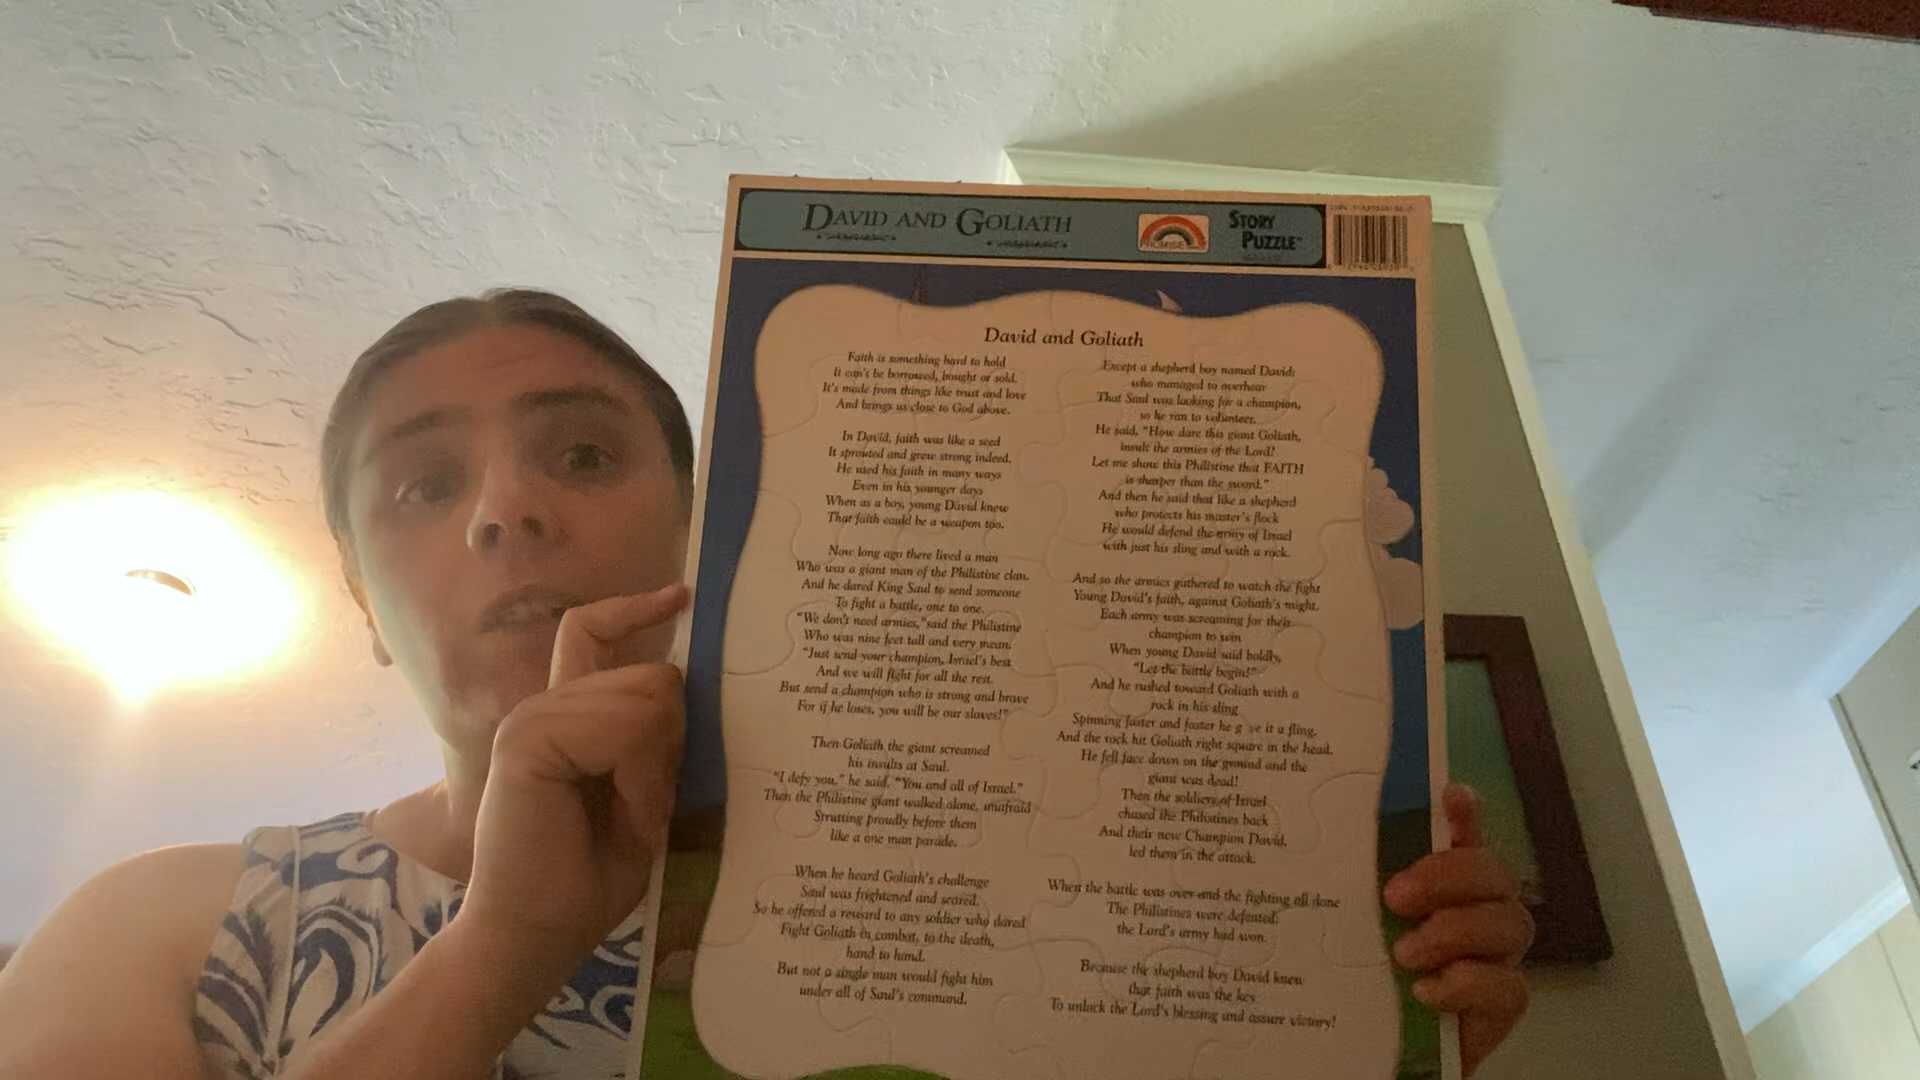 DAVID AND GOLIATH
PROMISE
STORY
PUZZLE™
David and Goliath
Faith is something hard to hold
It can't be borrowed, bought or sold.
It's made from things like trust and love
And brings us close to God above.
In David, faith was like a seed
It sprouted and grew strong indeed.
He used his faith in many ways
Even in his younger days
When as a boy, young David knew
That faith could be a weapon too.
Now long ago there lived a man
Who was a giant man of the Philistine clan.
And he dared King Saul to send someone
To fight a battle, one to one.
"We don't need armies," said the Philistine
Who was nine feet tall and very mean.
"Just send your champion, Israel's best
And we will fight for all the rest.
But send a champion who is strong and brave
For if he loses, you will be our slaves!"
Then Goliath the giant screamed
his insults at Saul.
"I defy you," he said, "You and all of Israel."
Then the Philistine giant walked alone, unafraid
Strutting proudly before them
like a one man parade.
When he heard Goliath's challenge
Saul was frightened and scared.
So he offered a reward to any soldier who dared
Fight Goliath in combat, to the death,
hand to hand.
But not a single man would fight him
under all of Saul's command.
Except a shepherd boy named David;
who managed to overhear
That Saul was looking for a champion,
so he ran to volunteer.
He said, "How dare this giant Goliath,
insult the armies of the Lord?
Let me show this Philistine that FAITH
is sharper than the sword."
And then he said that like a shepherd
who protects his master's flock
He would defend the army of Israel
with just his sling and with a rock.
And so the armies gathered to watch the fight
Young David's faith, against Goliath's might.
Each army was screaming for their
champion to win
When young David said boldly,
"Let the battle begin!"
And he rushed toward Goliath with a
rock in his sling
Spinning faster and faster he g ve it a fling.
And the rock hit Goliath right square in the head.
He fell face down on the ground and the
giant was dead!
Then the soldiers of Israel
chased the Philistines back
And their new Champion David,
led them in the attack.
When the battle was over and the fighting all done
The Philistines were defeated;
the Lord's army had won.
Because the shepherd boy David knew
that faith was the key
To unlock the Lord's blessing and assure victory!